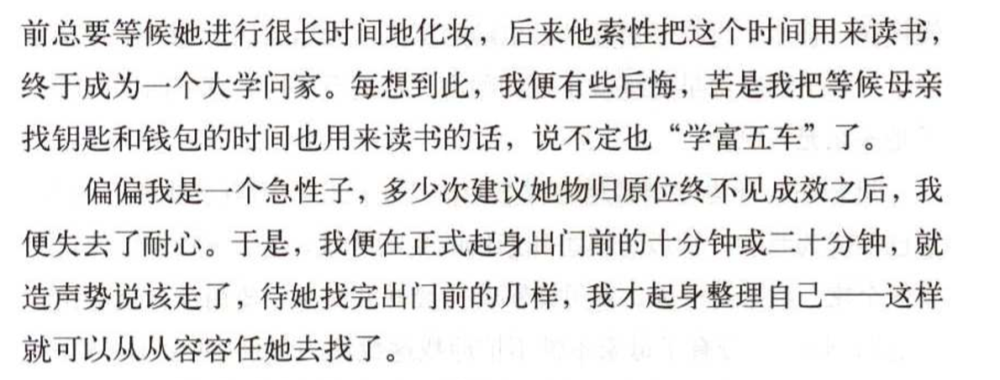 前总要等候她进行很长时间地化妆，后来他索性把这个时间用来读书，
终于成为一个大学问家。每想到此，我便有些后悔，苦是我把等候母亲
找钥匙和钱包的时间也用来读书的话，说不定也“学富五车”了。
偏偏我是一个急性子，多少次建议她物归原位终不见成效之后，我
便失去了耐心。于是，我便在正式起身出门前的十分钟或二十分钟，就
造声势说该走了，待她找完出门前的几样，我才起身整理自己——这样
就可以从从容容任她去找了。